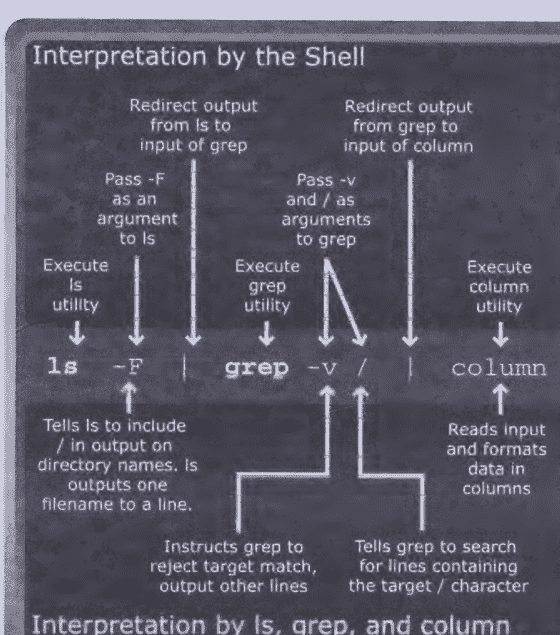 Interpretation by the Shell
Redirect output
from ls to
input of grep
Redirect output
from grep to
input of column
Pass -F
as an
argument
to ls
Pass -v
and / as
arguments
to grep
Execute
ls
utility
Execute
grep
utility
Execute
column
utility
ls -F | grep -v / | column
Tells ls to include
/ in output on
directory names. ls
outputs one
filename to a line.
Reads input
and formats
data in
columns
Instructs grep to
reject target match,
output other lines
Tells grep to search
for lines containing
the target / character
Interpretation by ls, grep, and column